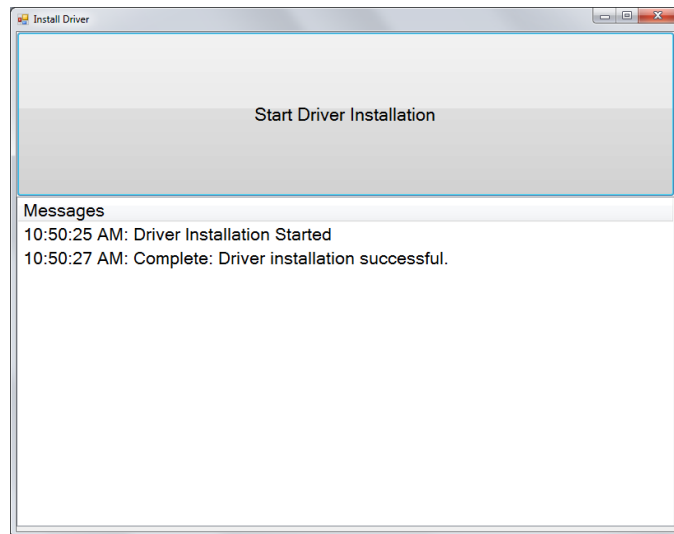 Install Driver
Start Driver Installation
Messages
10:50:25 AM: Driver Installation Started
10:50:27 AM: Complete: Driver installation successful.